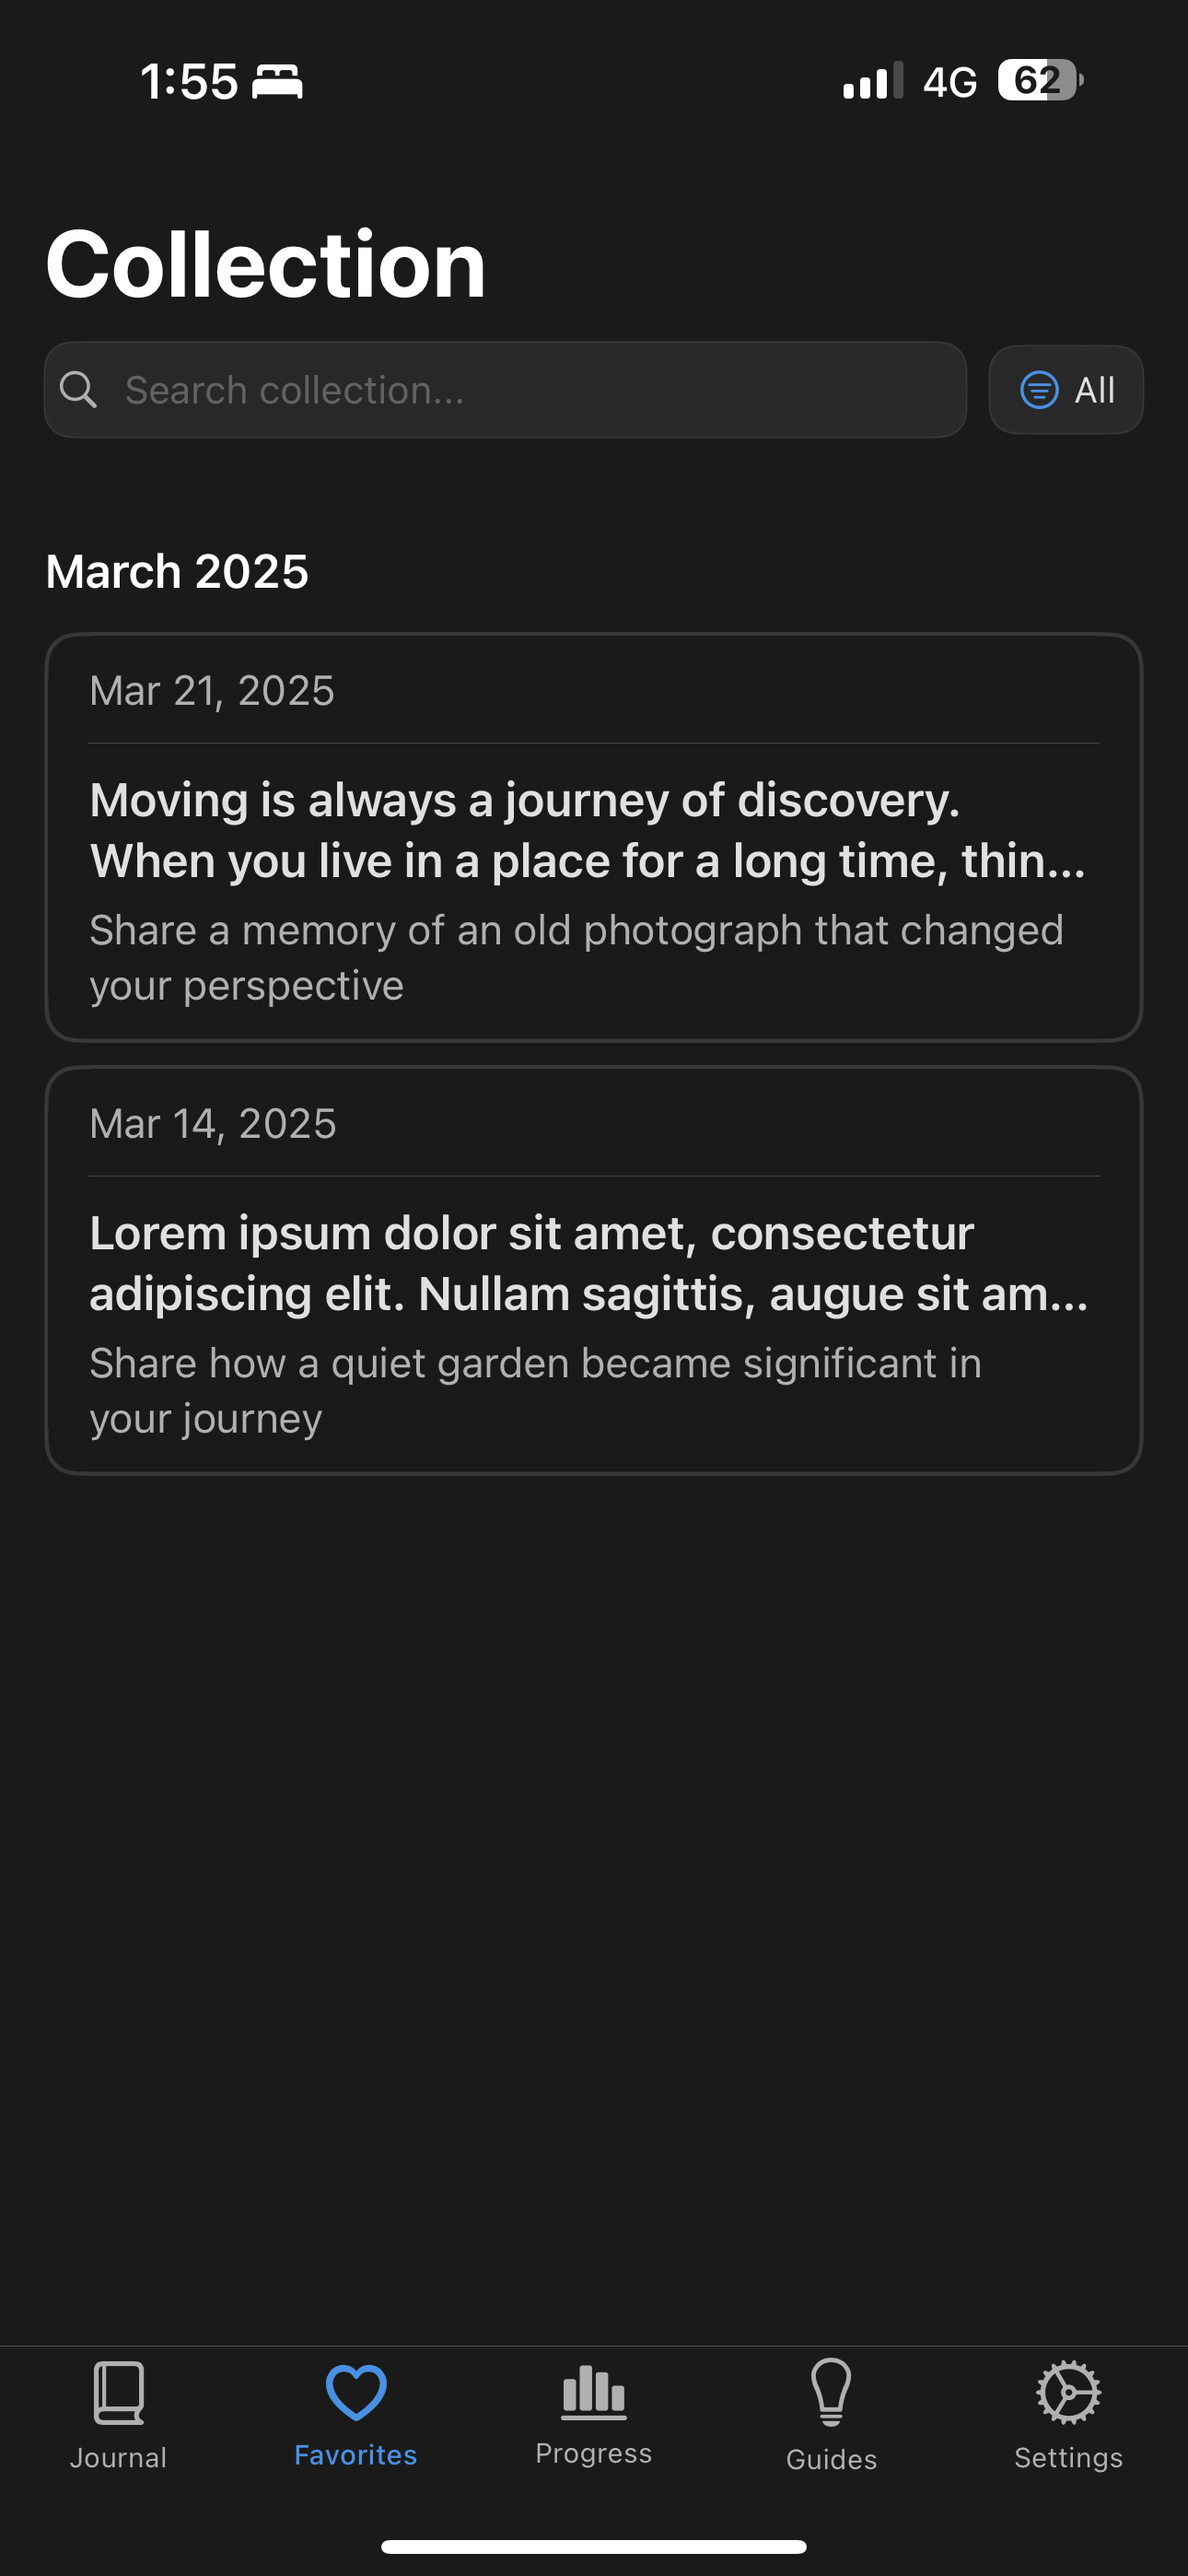 1:55
4G 62
Collection
Search collection...
All
March 2025
Mar 21, 2025
Moving is always a journey of discovery.
When you live in a place for a long time, thin...
Share a memory of an old photograph that changed
your perspective
Mar 14, 2025
Lorem ipsum dolor sit amet, consectetur
adipiscing elit. Nullam sagittis, augue sit am...
Share how a quiet garden became significant in
your journey
Journal
Favorites
Progress
Guides
Settings